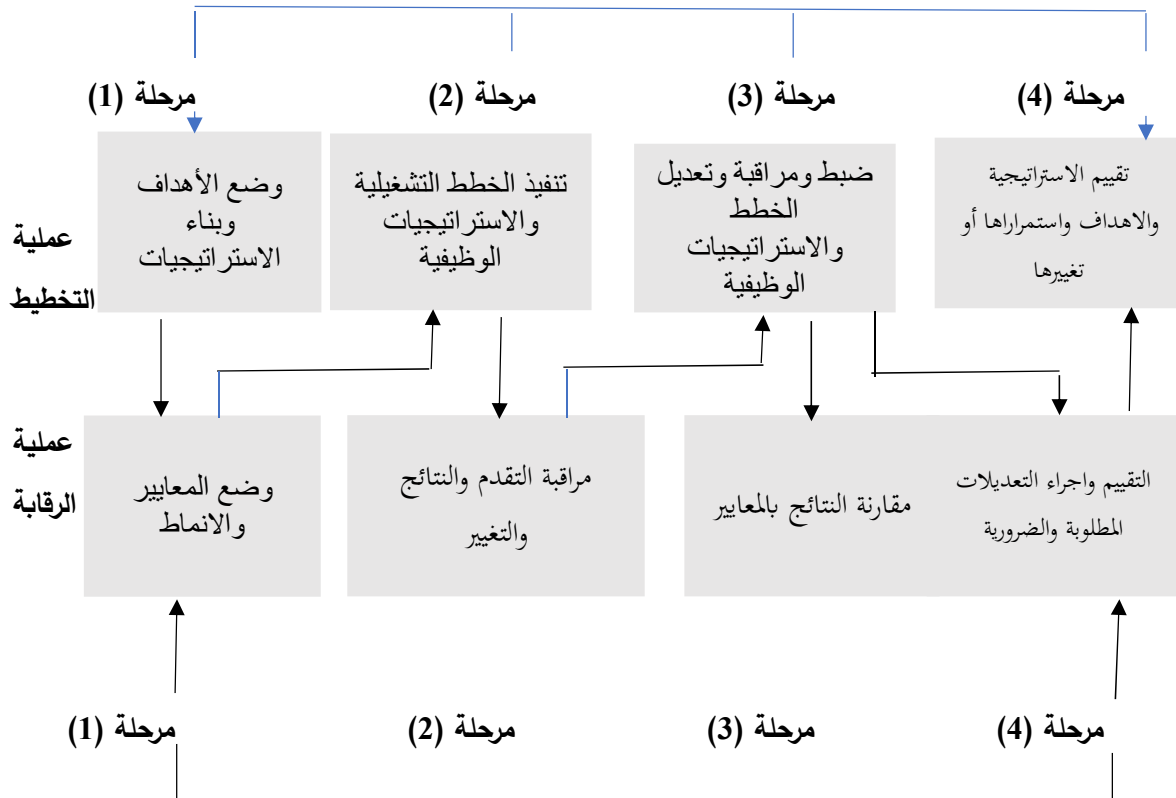 مرحلة (1)
مرحلة (2)
مرحلة (3)
مرحلة (4)
عملية
التخطيط
وضع الأهداف
وبناء
الاستراتيجيات
تنفيذ الخطط التشغيلية
والاستراتيجيات
الوظيفية
ضبط ومراقبة وتعديل
الخطط
والاستراتيجيات
الوظيفية
تقييم الاستراتيجية
والاهداف واستمراراها أو
تغييرها
عملية
الرقابة
وضع المعايير
والانماط
مراقبة التقدم والنتائج
والتغيير
مقارنة النتائج بالمعايير
التقييم واجراء التعديلات
المطلوبة والضرورية
مرحلة (1)
مرحلة (2)
مرحلة (3)
مرحلة (4)